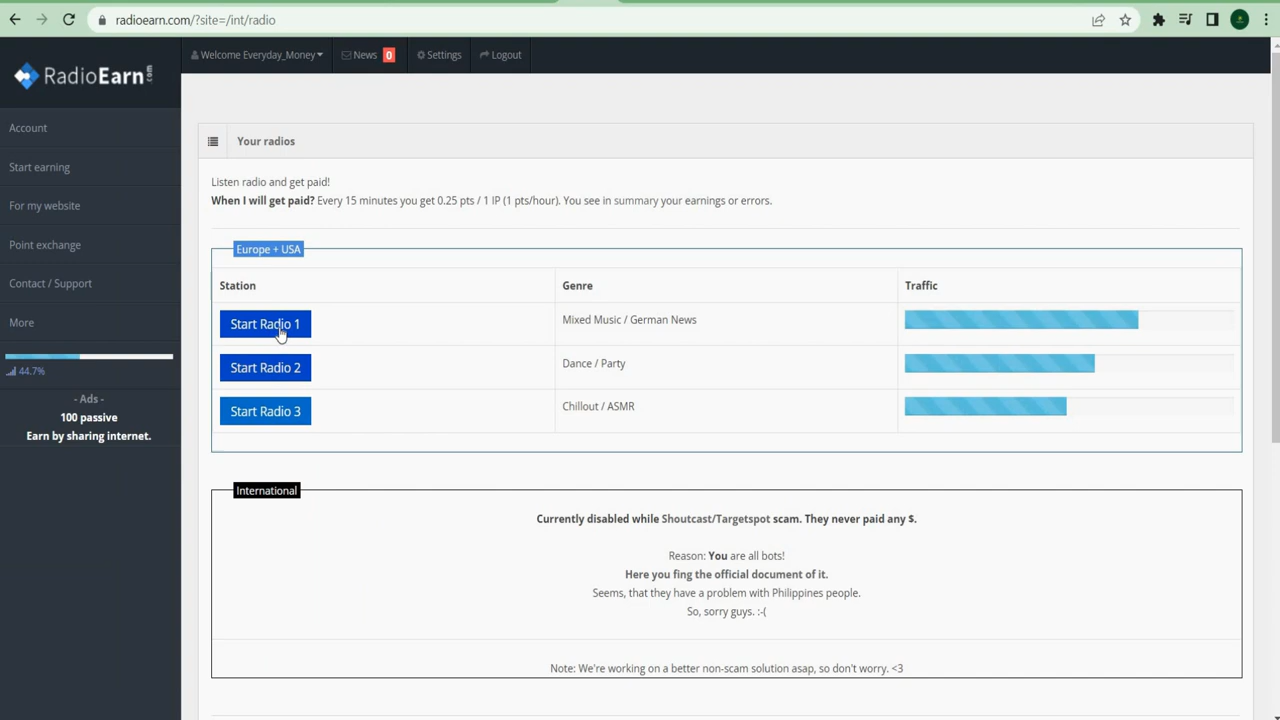 radioearn.com/?site=/int/radio
RadioEarn.com
Welcome Everyday_Money
News 0
Settings
Logout
Account
Start earning
For my website
Point exchange
Contact / Support
More
44.7%
- Ads -
100 passive
Earn by sharing internet.
Your radios
Listen radio and get paid!
When I will get paid? Every 15 minutes you get 0.25 pts / 1 IP (1 pts/hour). You see in summary your earnings or errors.
Europe + USA
Station Genre Traffic
Start Radio 1 Mixed Music / German News
Start Radio 2 Dance / Party
Start Radio 3 Chillout / ASMR
International
Currently disabled while Shoutcast/Targetspot scam. They never paid any $.
Reason: You are all bots!
Here you fing the official document of it.
Seems, that they have a problem with Philippines people.
So, sorry guys. :-(
Note: We're working on a better non-scam solution asap, so don't worry. <3